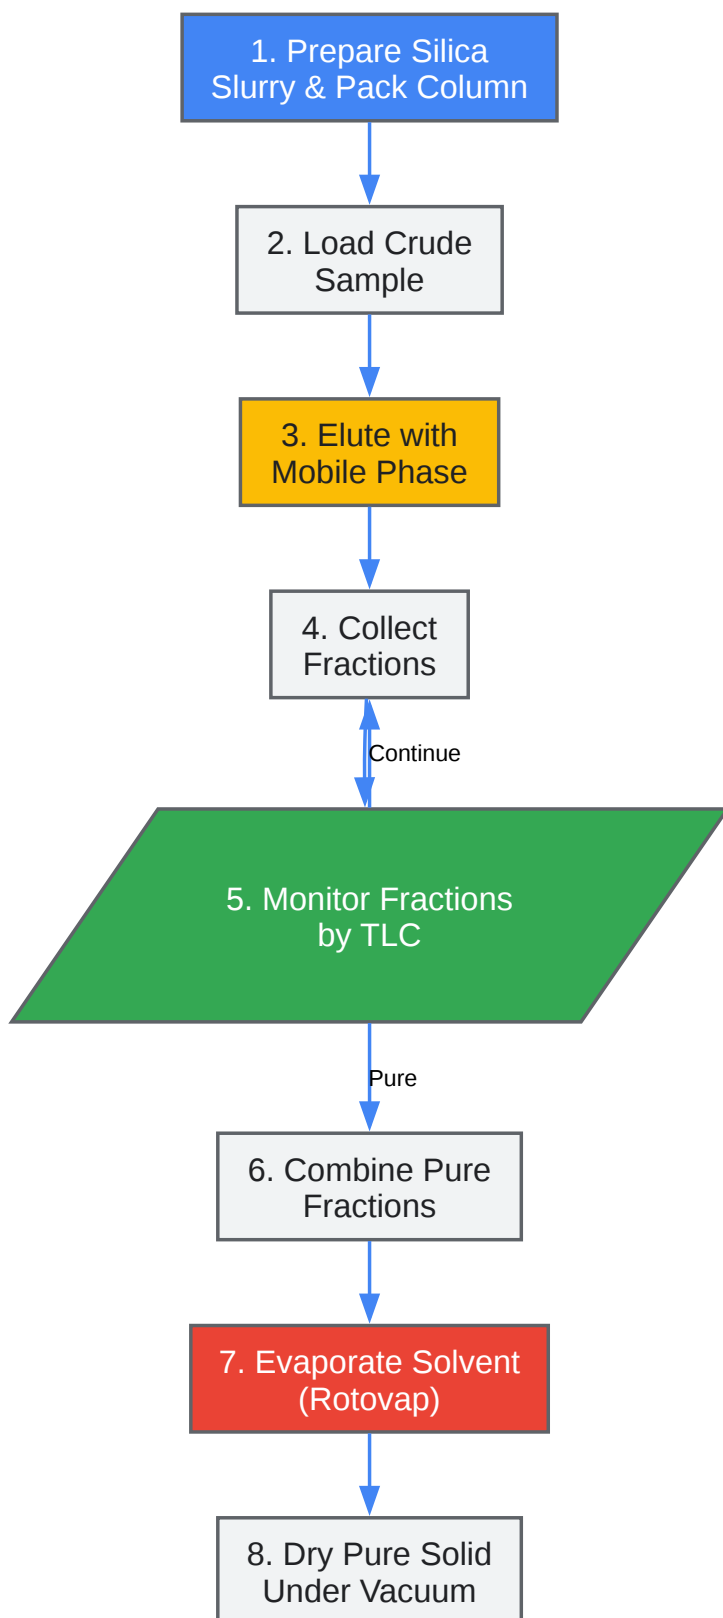 1. Prepare Silica
Slurry & Pack Column
2. Load Crude
Sample
3. Elute with
Mobile Phase
4. Collect
Fractions
Continue
5. Monitor Fractions
by TLC
Pure
6. Combine Pure
Fractions
7. Evaporate Solvent
(Rotovap)
8. Dry Pure Solid
Under Vacuum